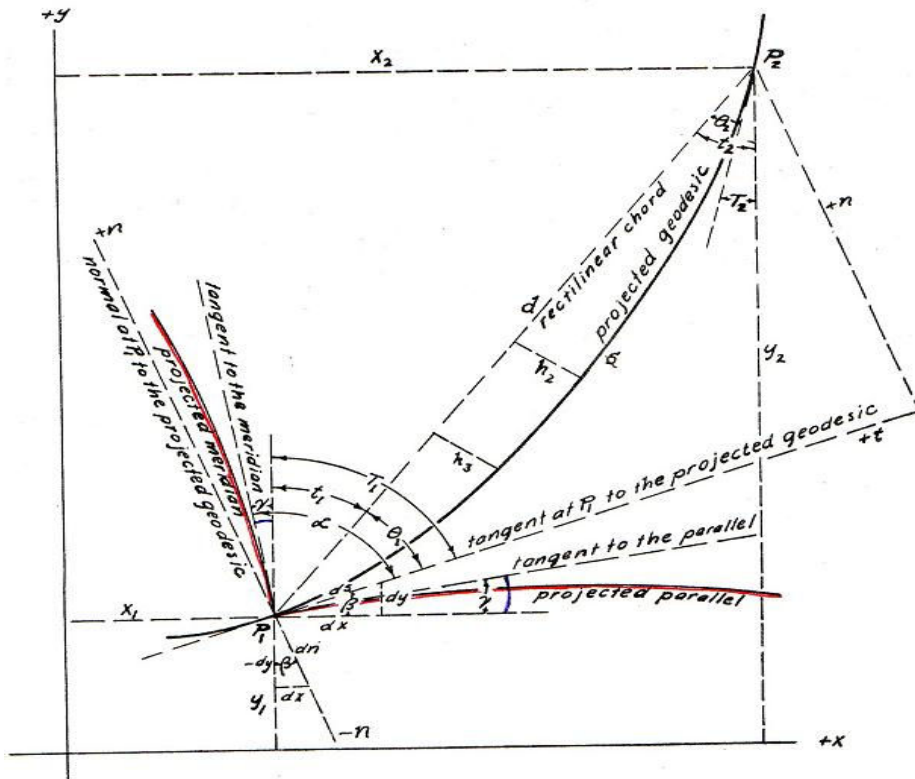 +y
x₂
P₂
θ₂
t₂
T₂
+n
+n
normal at P₁ to the projected geodesic
projected meridian
tangent to the meridian
rectilinear chord
d
projected geodesic
s
h₂
y₂
h₃
T₁
t₁
θ₁
γ
α
+t
tangent at P₁ to the projected geodesic
tangent to the parallel
projected parallel
ds
β
dy
γ
dx
x₁
P₁
-dy
β
dn
dx
y₁
-n
+x